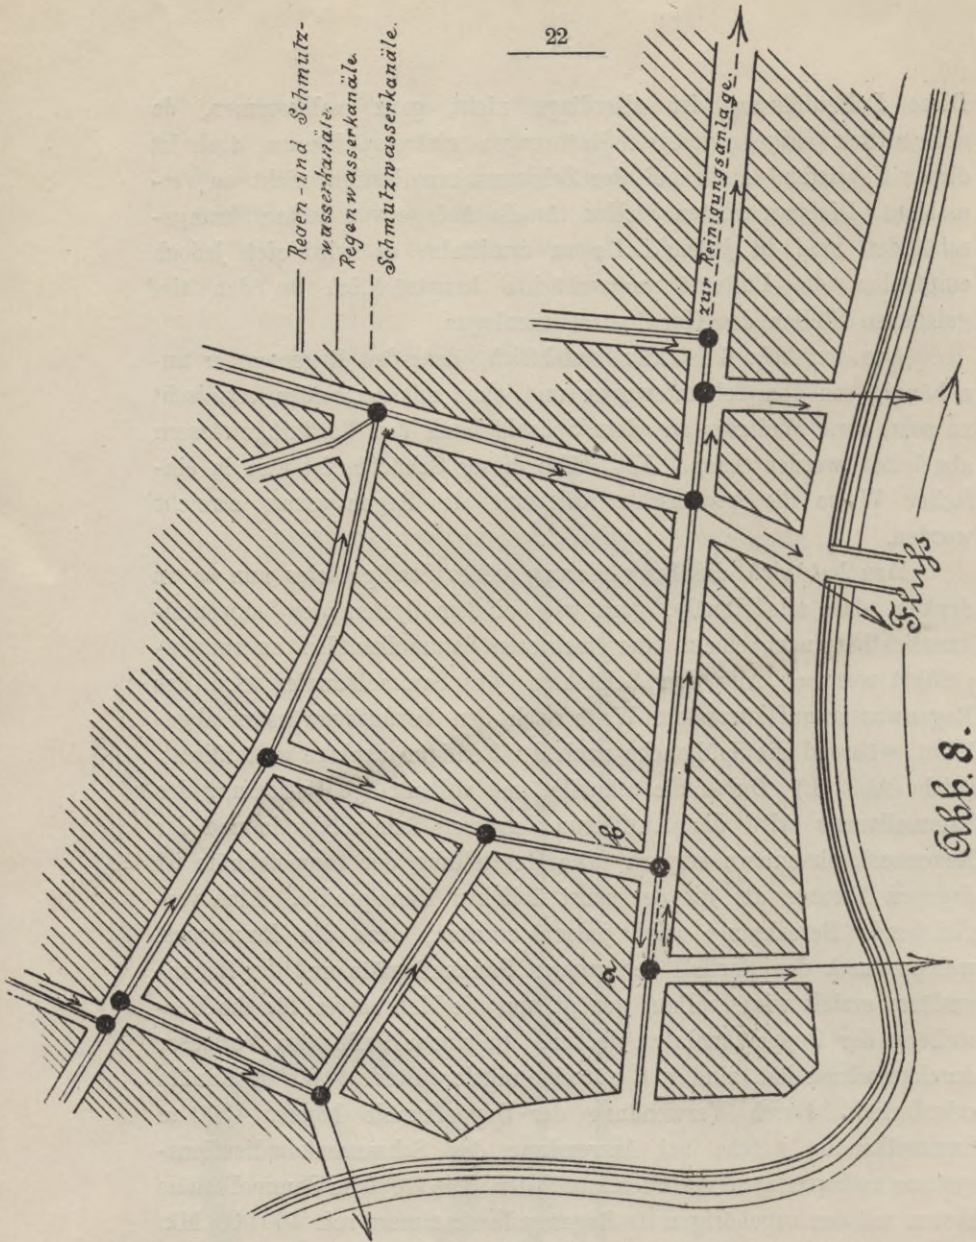 22
Regen-und Schmutz-
wasserkanäle.
Regenwasserkanäle.
Schmutzwasserkanäle.
zur Reinigungsanlage.
a
b
Fluss
Abb. 8.